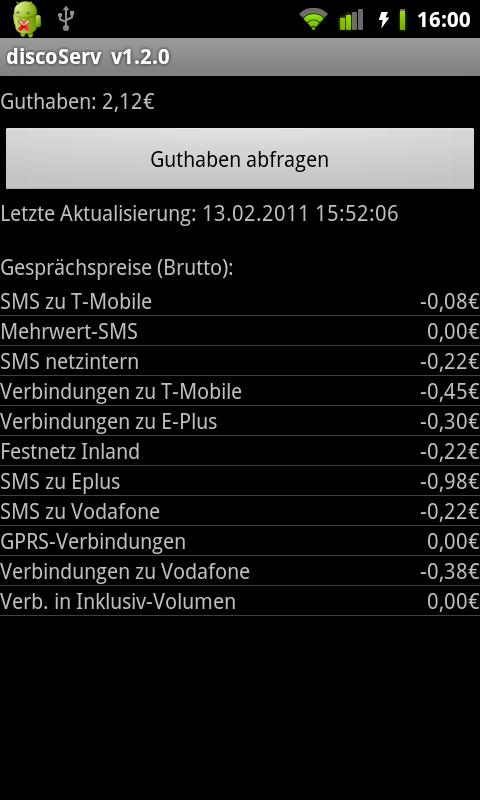 16:00
discoServ v1.2.0
Guthaben: 2,12€
Guthaben abfragen
Letzte Aktualisierung: 13.02.2011 15:52:06
Gesprächspreise (Brutto):
SMS zu T-Mobile -0,08€
Mehrwert-SMS 0,00€
SMS netzintern -0,22€
Verbindungen zu T-Mobile -0,45€
Verbindungen zu E-Plus -0,30€
Festnetz Inland -0,22€
SMS zu Eplus -0,98€
SMS zu Vodafone -0,22€
GPRS-Verbindungen 0,00€
Verbindungen zu Vodafone -0,38€
Verb. in Inklusiv-Volumen 0,00€